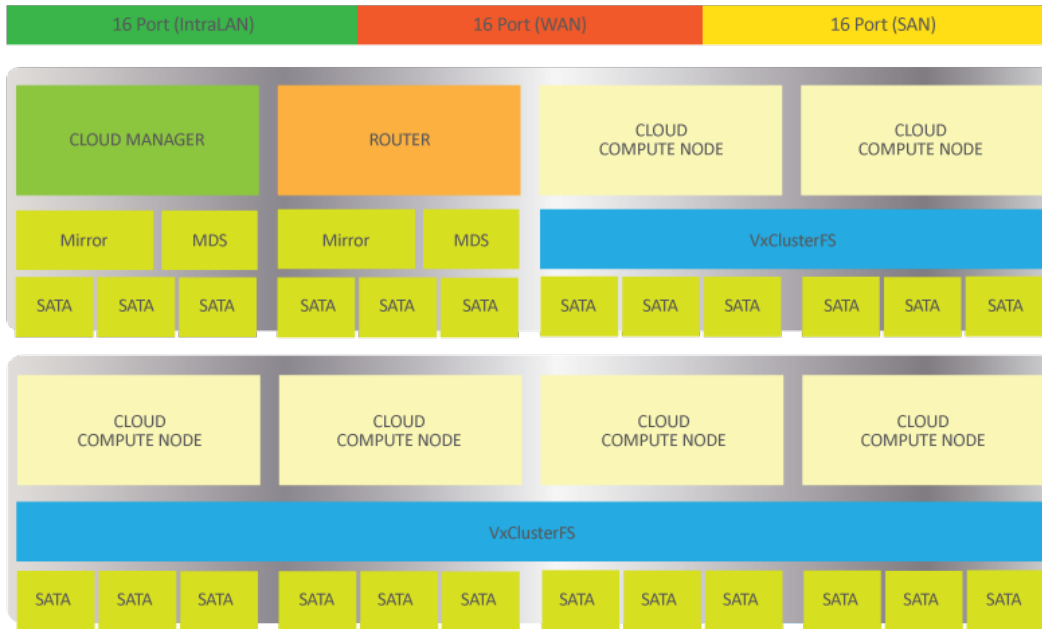 16 Port (IntraLAN)
16 Port (WAN)
16 Port (SAN)
CLOUD MANAGER
ROUTER
CLOUD
COMPUTE NODE
CLOUD
COMPUTE NODE
Mirror
MDS
Mirror
MDS
VxClusterFS
SATA
SATA
SATA
SATA
SATA
SATA
SATA
SATA
SATA
SATA
SATA
SATA
CLOUD
COMPUTE NODE
CLOUD
COMPUTE NODE
CLOUD
COMPUTE NODE
CLOUD
COMPUTE NODE
VxClusterFS
SATA
SATA
SATA
SATA
SATA
SATA
SATA
SATA
SATA
SATA
SATA
SATA